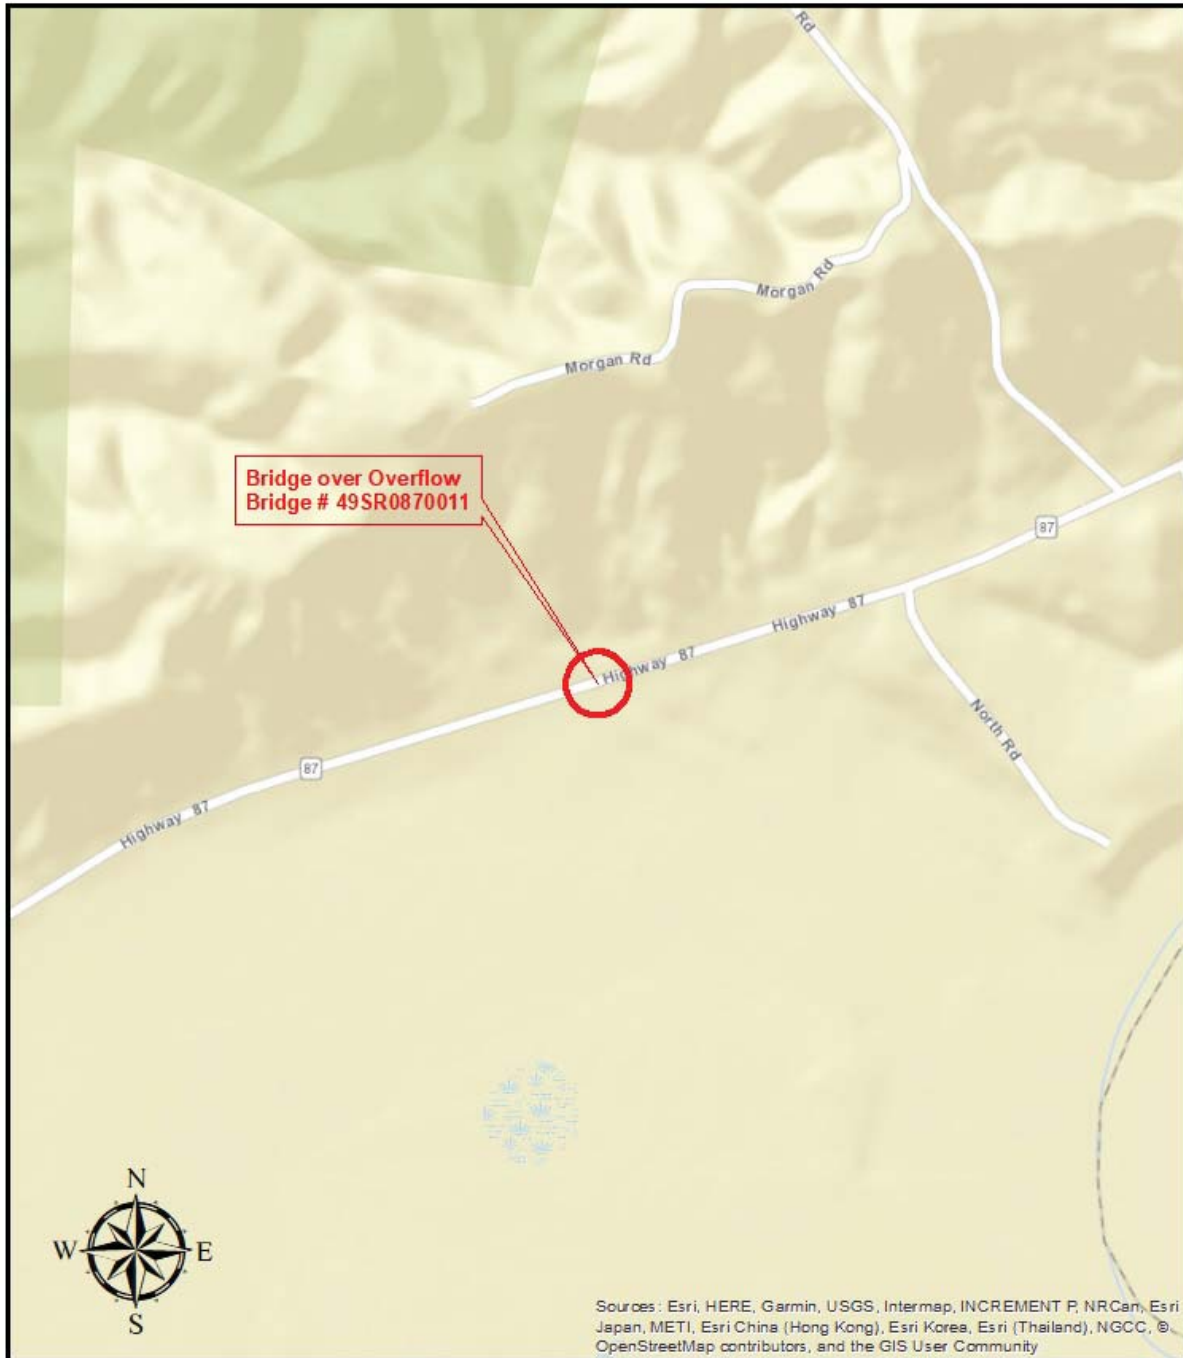 Rd
Morgan Rd
Morgan Rd
Bridge over Overflow
Bridge # 49SR0870011
87
Highway 87
Highway 87
North Rd
87
Highway 87
N
W E
S
Sources: Esri, HERE, Garmin, USGS, Intermap, INCREMENT P, NRCan, Esri
Japan, METI, Esri China (Hong Kong), Esri Korea, Esri (Thailand), NGCC, ©
OpenStreetMap contributors, and the GIS User Community